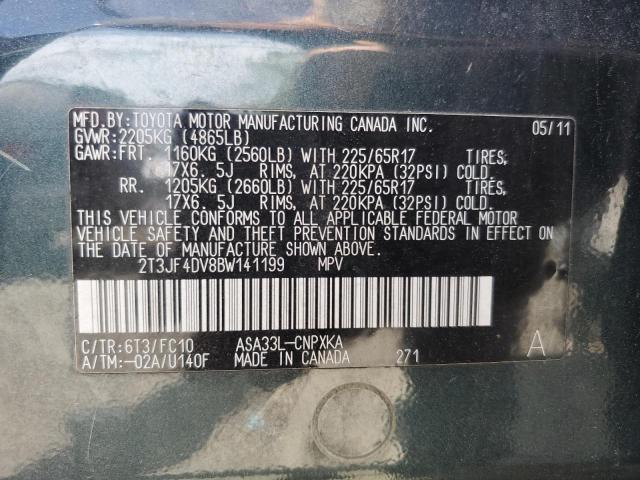 MFD.BY:TOYOTA MOTOR MANUFACTURING CANADA INC. 05/11
GVWR:2205KG (4865LB)
GAWR:FRT. 1160KG (2560LB) WITH 225/65R17 TIRES,
17X6. 5J RIMS, AT 220KPA (32PSI) COLD.
RR. 1205KG (2660LB) WITH 225/65R17 TIRES,
17X6. 5J RIMS, AT 220KPA (32PSI) COLD.
THIS VEHICLE CONFORMS TO ALL APPLICABLE FEDERAL MOTOR
VEHICLE SAFETY AND THEFT PREVENTION STANDARDS IN EFFECT ON
THE DATE OF MANUFACTURE SHOWN ABOVE.
2T3JF4DV8BW141199 MPV
C/TR:6T3/FC10 ASA33L-CNPXKA A
A/TM:-02A/U140F MADE IN CANADA 271